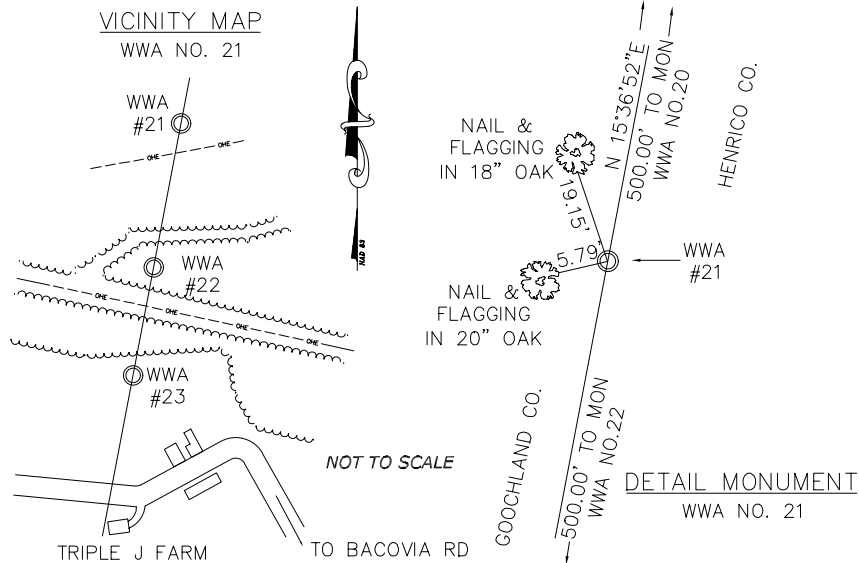 VICINITY MAP
WWA NO. 21
WWA
#21
OHE
OHE
WWA
#22
OHE
OHE
OHE
OHE
WWA
#23
NAD 83
NOT TO SCALE
TRIPLE J FARM
TO BACOVIA RD
N 15°36'52"E
500.00' TO MON
WWA NO.20
HENRICO CO.
NAIL &
FLAGGING
IN 18" OAK
19.15'
5.79'
WWA
#21
NAIL &
FLAGGING
IN 20" OAK
GOOCHLAND CO.
500.00' TO MON
WWA NO.22
DETAIL MONUMENT
WWA NO. 21